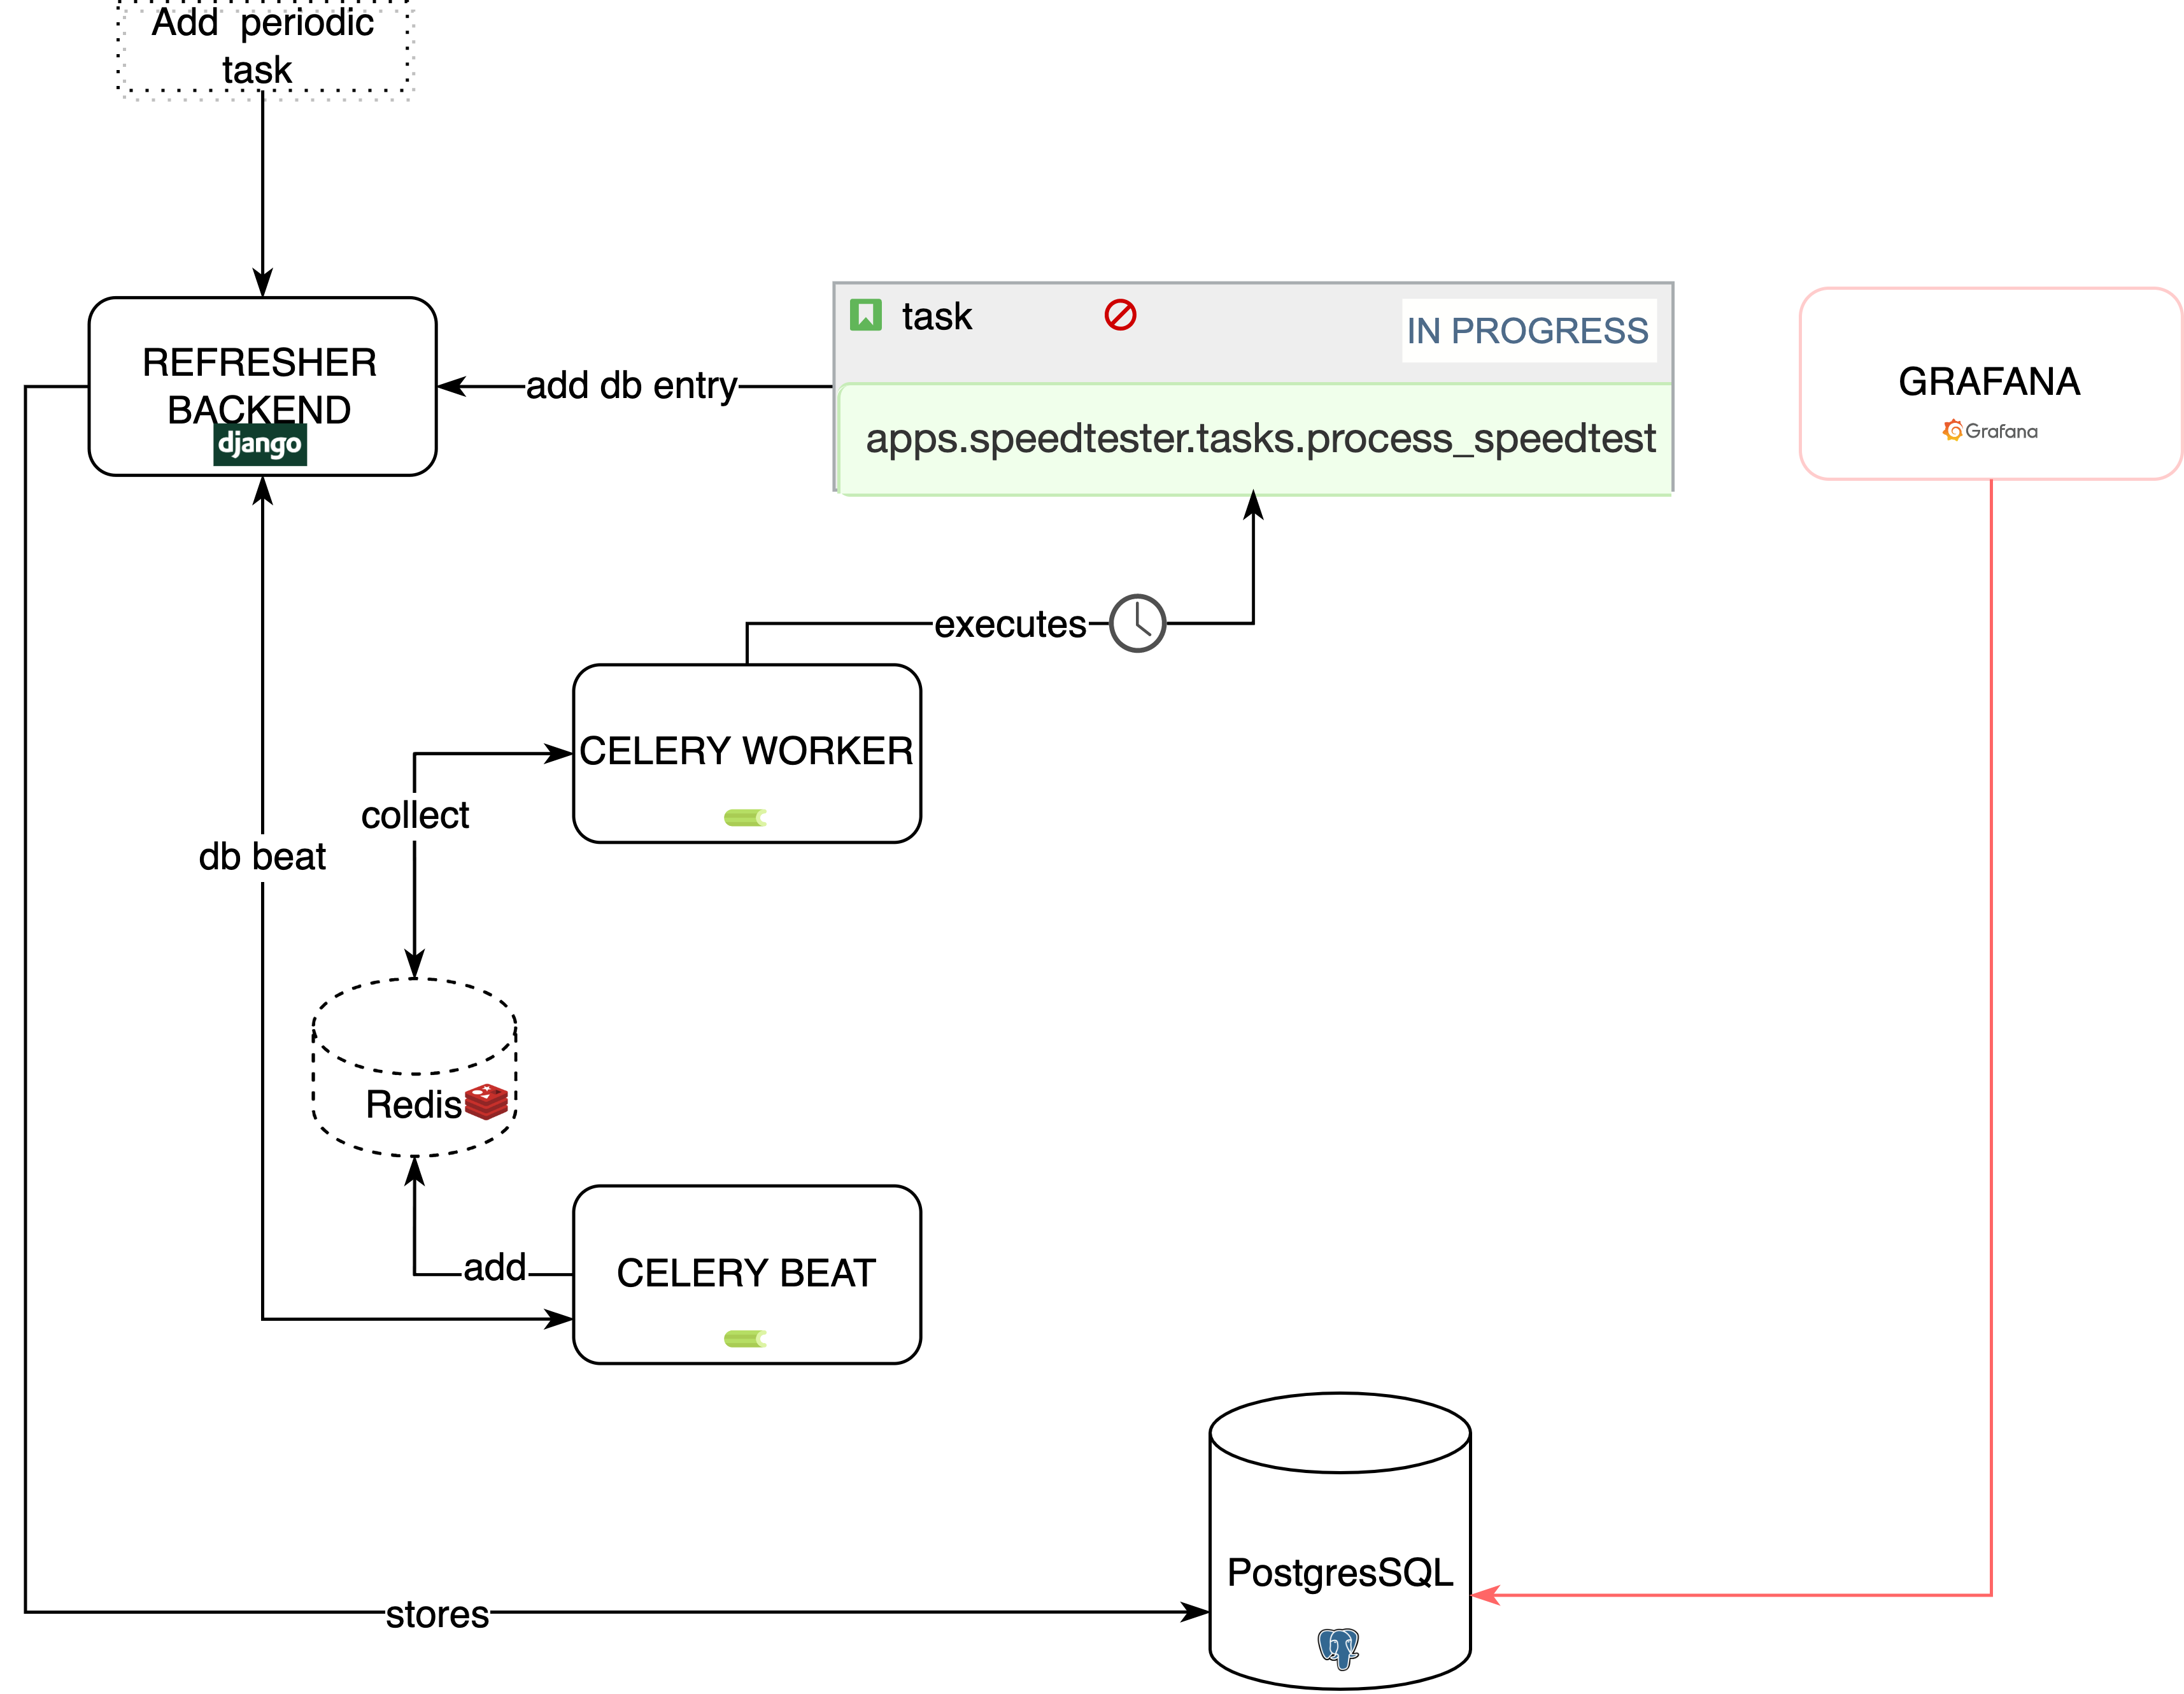 Add periodic
task
REFRESHER
BACKEND
django
add db entry
task
IN PROGRESS
apps.speedtester.tasks.process_speedtest
GRAFANA
Grafana
executes
CELERY WORKER
collect
db beat
Redis
add
CELERY BEAT
PostgresSQL
stores